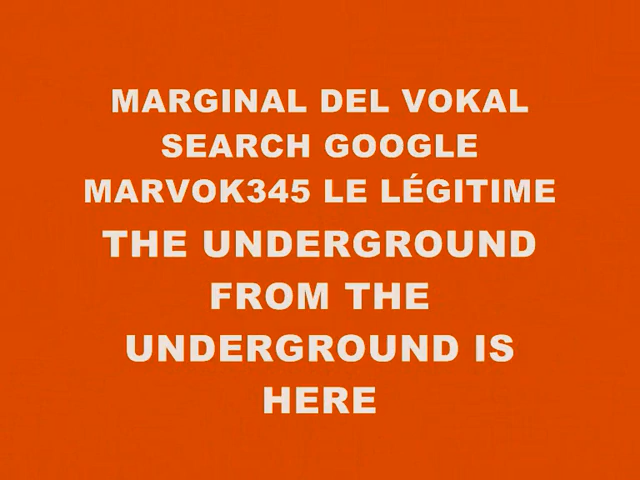 MARGINAL DEL VOKAL
SEARCH GOOGLE
MARVOK345 LE LÉGITIME
THE UNDERGROUND
FROM THE
UNDERGROUND IS
HERE